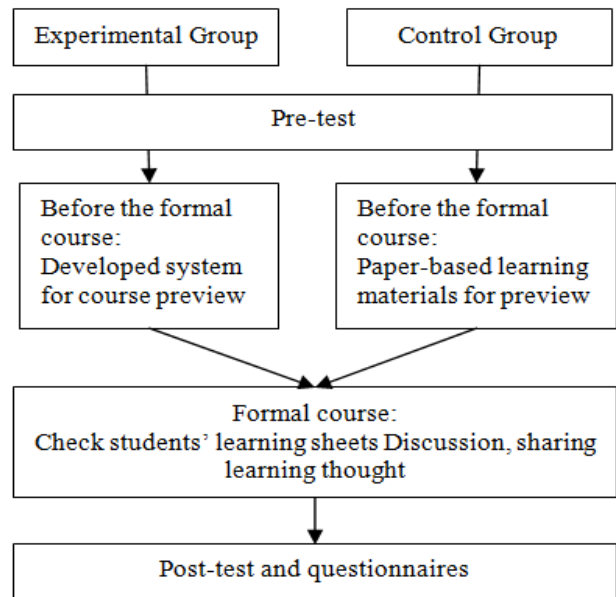 Experimental Group
Control Group
Pre-test
Before the formal
course:
Developed system
for course preview
Before the formal
course:
Paper-based learning
materials for preview
Formal course:
Check students’ learning sheets Discussion, sharing
learning thought
Post-test and questionnaires